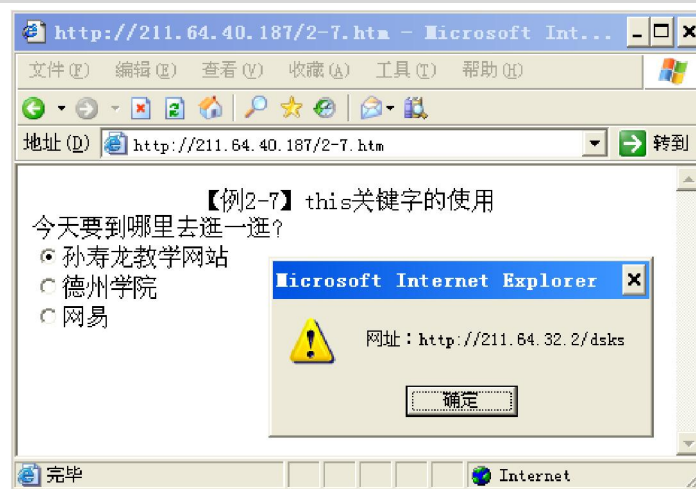 http://211.64.40.187/2-7.htm - Microsoft Int...
文件(F) 编辑(E) 查看(V) 收藏(A) 工具(T) 帮助(H)
地址(D) http://211.64.40.187/2-7.htm 转到
【例2-7】this关键字的使用
今天要到哪里去逛一逛?
孙寿龙教学网站
德州学院
网易
Microsoft Internet Explorer
网址：http://211.64.32.2/dsks
确定
完毕 Internet